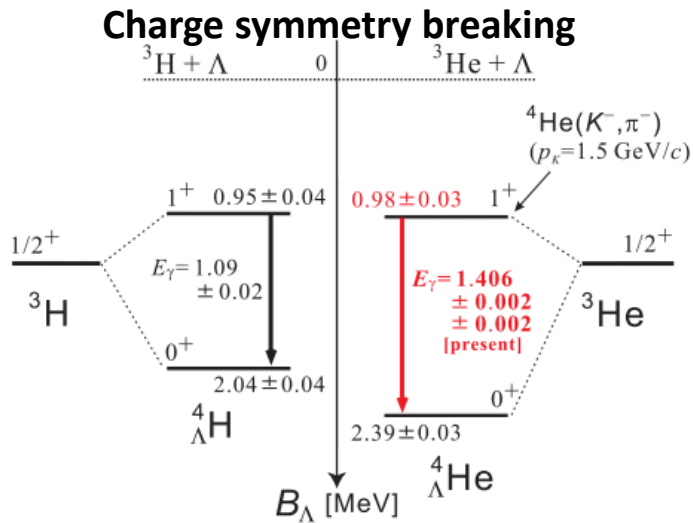 Charge symmetry breaking
³H + Λ
0
³He + Λ
⁴He(K⁻,π⁻)
(p_K=1.5 GeV/c)
1⁺
0.95±0.04
0.98±0.03
1⁺
1/2⁺
1/2⁺
E_γ=1.09
±0.02
E_γ=1.406
±0.002
±0.002
[present]
³H
³He
0⁺
2.04±0.04
0⁺
2.39±0.03
⁴_ΛH
⁴_ΛHe
B_Λ [MeV]